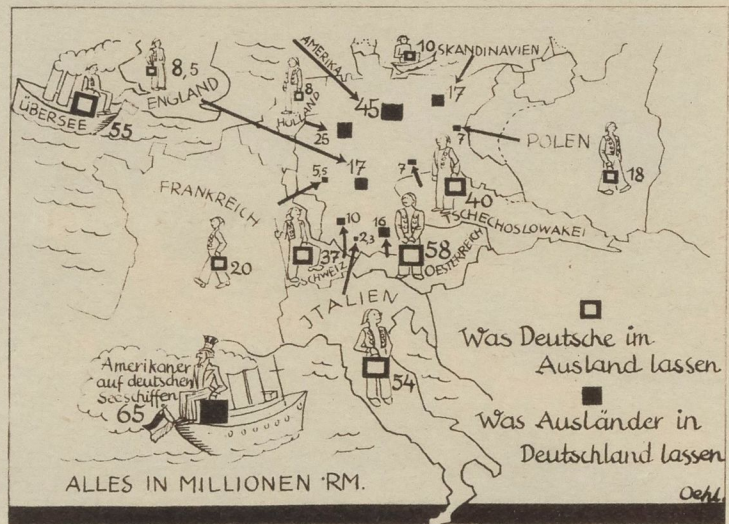 AMERIKA
10
SKANDINAVIEN
8,5
ENGLAND
8
HOLLAND
45
17
ÜBERSEE
55
25
7
POLEN
18
17
7
5,5
40
FRANKREICH
TSCHECHOSLOWAKEI
10
16
2,3
58
OESTERREICH
20
37
SCHWEIZ
JTALIEN
54
Was Deutsche im
Ausland lassen
Amerikaner
auf deutschen
Seeschiffen
65
Was Ausländer in
Deutschland lassen
ALLES IN MILLIONEN RM.
Oehl